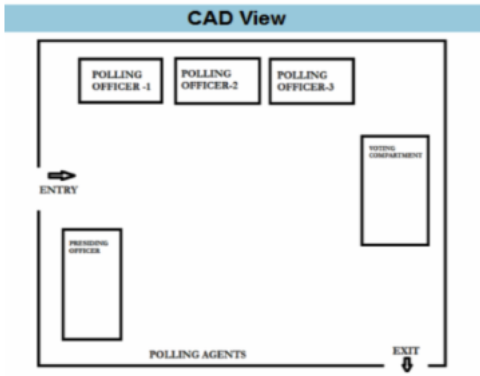 CAD View
POLLING
OFFICER -1
POLLING
OFFICER-2
POLLING
OFFICER-3
VOTING
COMPARTMENT
ENTRY
PRESIDING
OFFICER
POLLING AGENTS
EXIT